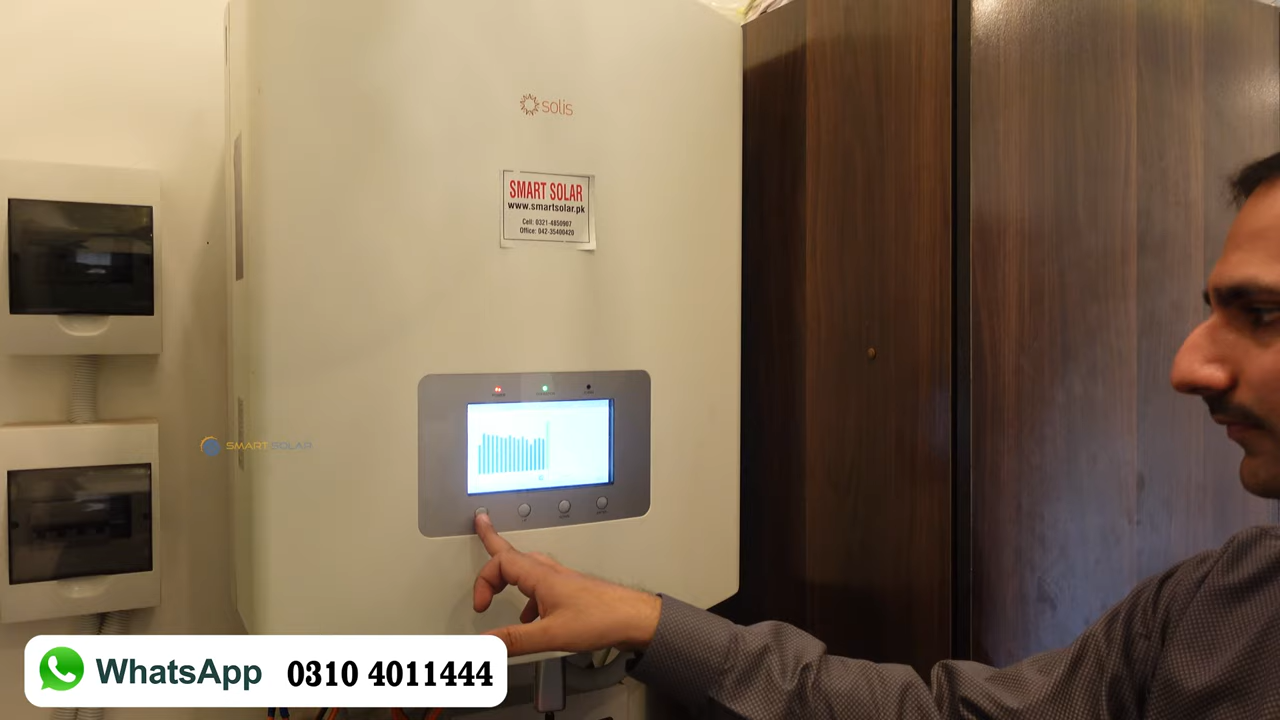 solis
SMART SOLAR
www.smartsolar.pk
Cell: 0321-4850907
Office: 042-35400420
SMART SOLAR
WhatsApp 0310 4011444